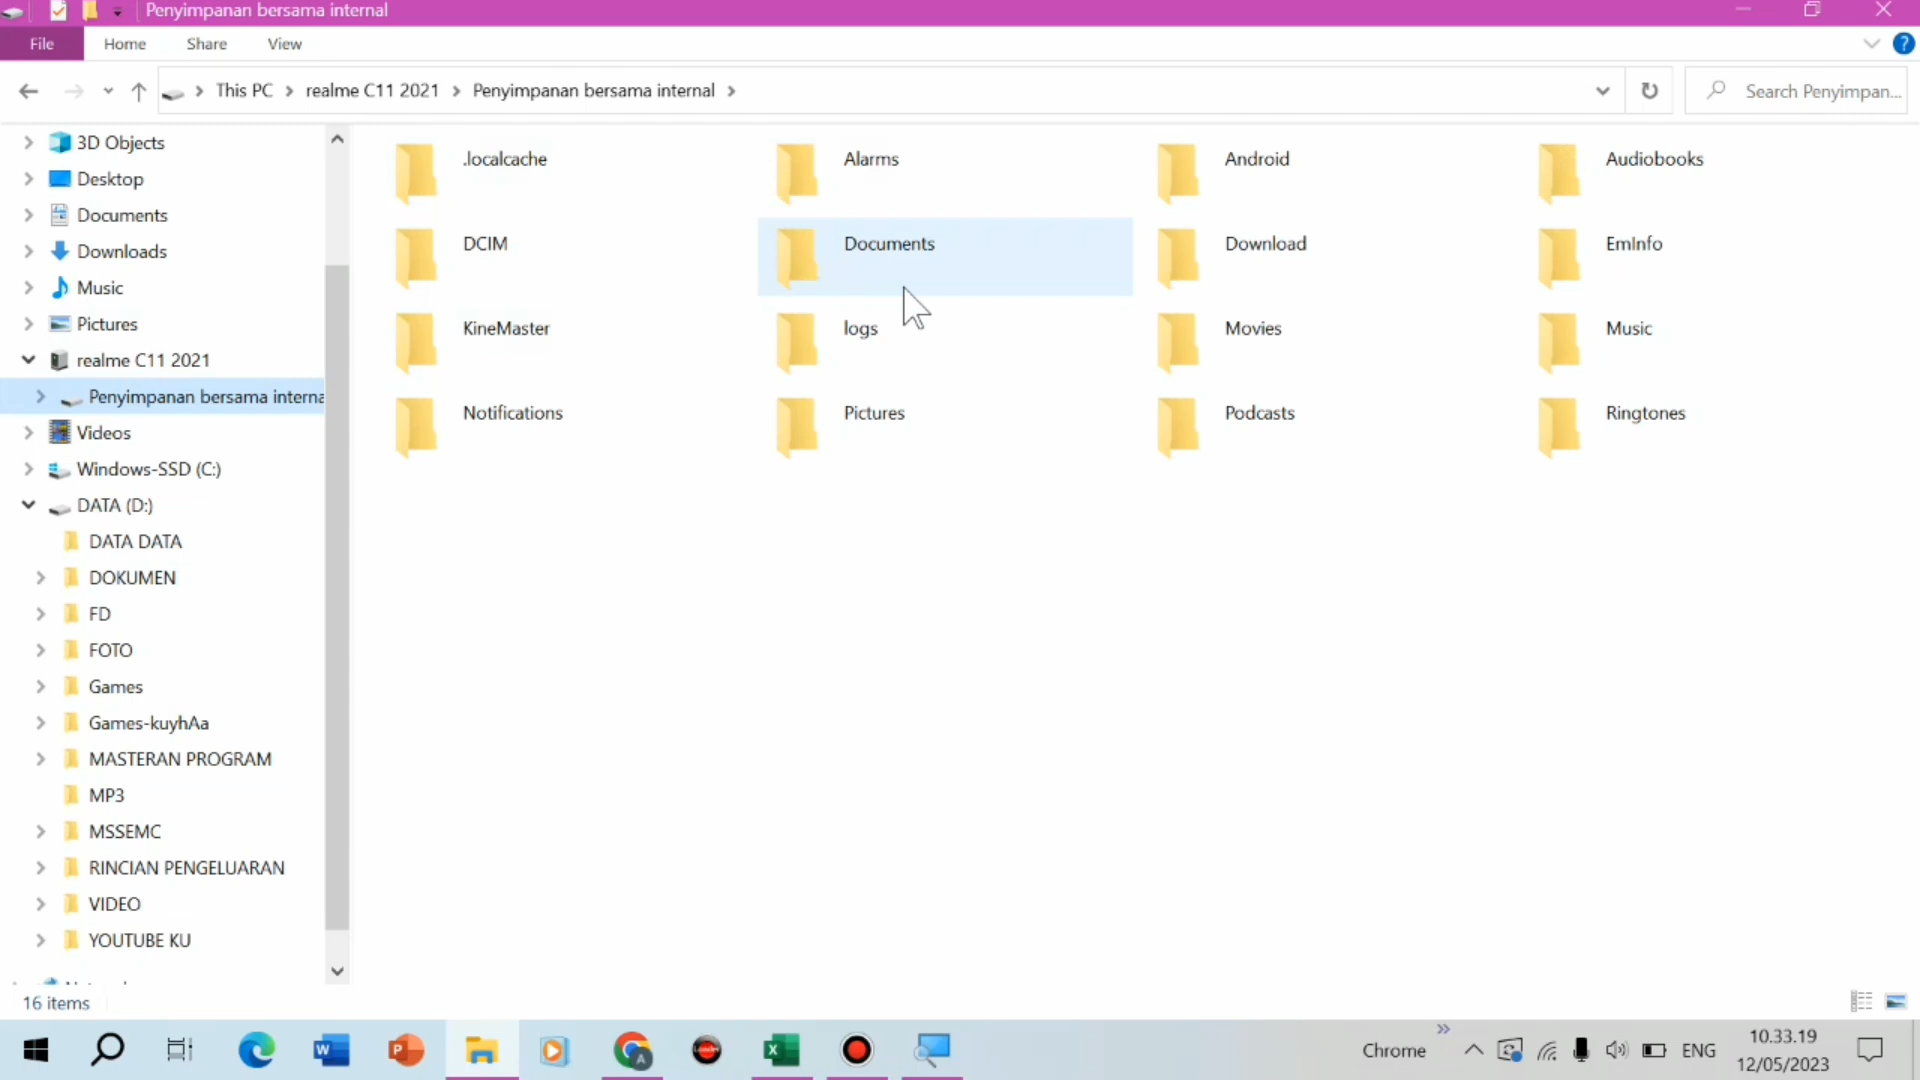 Penyimpanan bersama internal
File Home Share View
This PC realme C11 2021 Penyimpanan bersama internal
Search Penyimpan...
3D Objects
Desktop
Documents
Downloads
Music
Pictures
realme C11 2021
Penyimpanan bersama interna
Videos
Windows-SSD (C:)
DATA (D:)
DATA DATA
DOKUMEN
FD
FOTO
Games
Games-kuyhAa
MASTERAN PROGRAM
MP3
MSSEMC
RINCIAN PENGELUARAN
VIDEO
YOUTUBE KU
.localcache Alarms Android Audiobooks
DCIM Documents Download EmInfo
KineMaster logs Movies Music
Notifications Pictures Podcasts Ringtones
16 items
Chrome ENG
10.33.19
12/05/2023